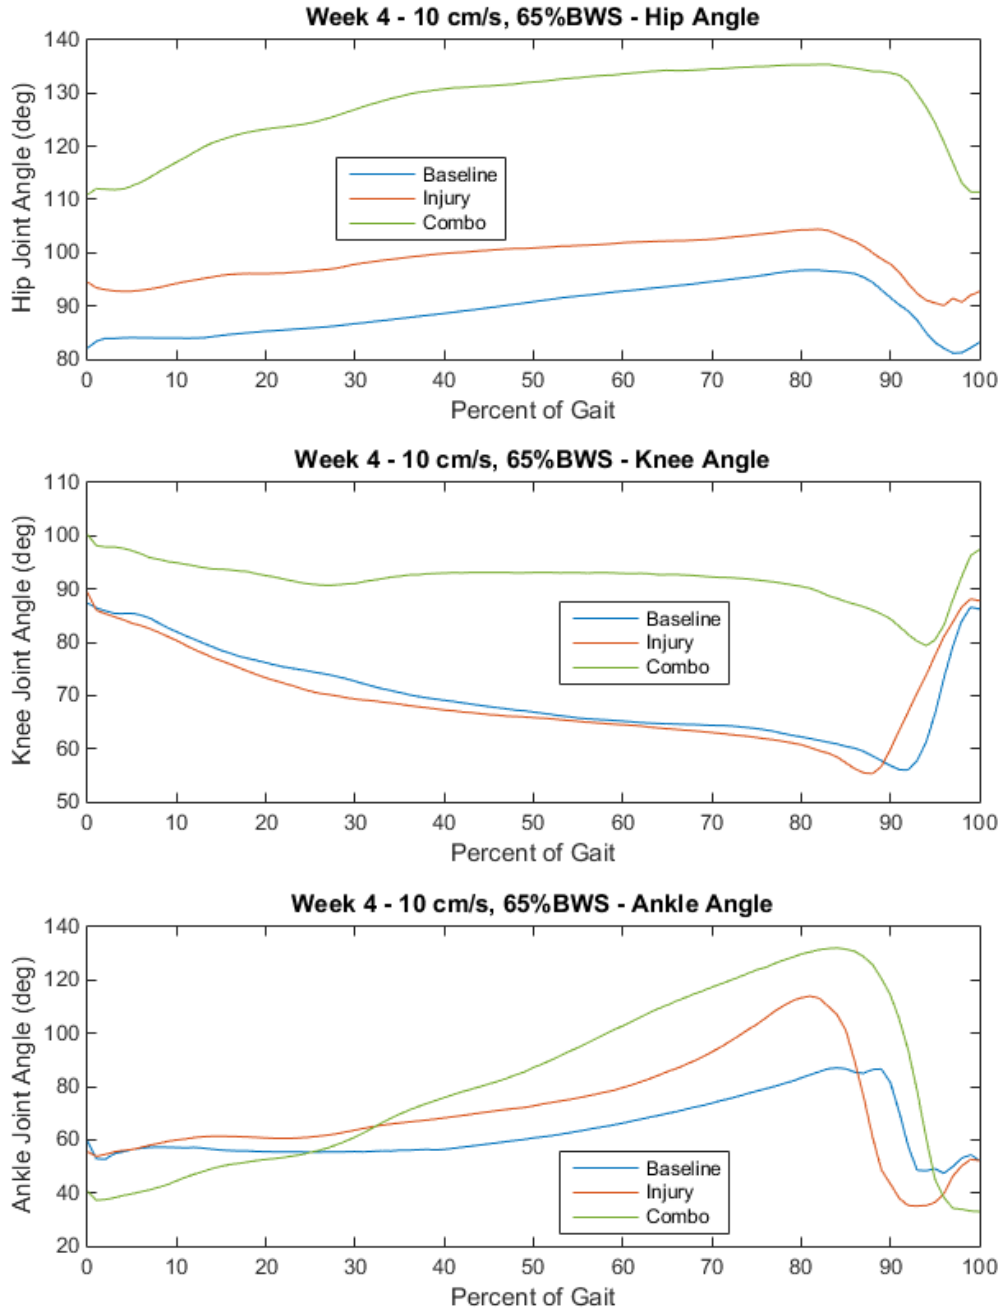 Week 4 - 10 cm/s, 65%BWS - Hip Angle
Hip Joint Angle (deg)
140
130
120
110
100
90
80
Baseline
Injury
Combo
0 10 20 30 40 50 60 70 80 90 100
Percent of Gait
Week 4 - 10 cm/s, 65%BWS - Knee Angle
Knee Joint Angle (deg)
110
100
90
80
70
60
50
Baseline
Injury
Combo
0 10 20 30 40 50 60 70 80 90 100
Percent of Gait
Week 4 - 10 cm/s, 65%BWS - Ankle Angle
Ankle Joint Angle (deg)
140
120
100
80
60
40
20
Baseline
Injury
Combo
0 10 20 30 40 50 60 70 80 90 100
Percent of Gait